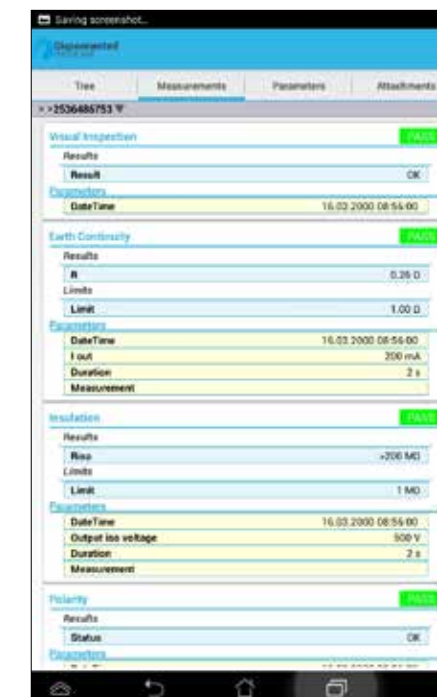 Saving screenshot...
Tree Measurements Parameters Attachments
> >2536486753
Visual Inspection PASS
Results
Result OK
Parameters
DateTime 16.03.2000 08:56:00
Earth Continuity PASS
Results
R 0.26 Ω
Limits
Limit 1.00 Ω
Parameters
DateTime 16.03.2000 08:56:00
I out 200 mA
Duration 2 s
Measurement
Insulation PASS
Results
Riso >200 MΩ
Limits
Limit 1 MΩ
Parameters
DateTime 16.03.2000 08:56:00
Output iso voltage 500 V
Duration 2 s
Measurement
Polarity PASS
Results
Status OK
Parameters